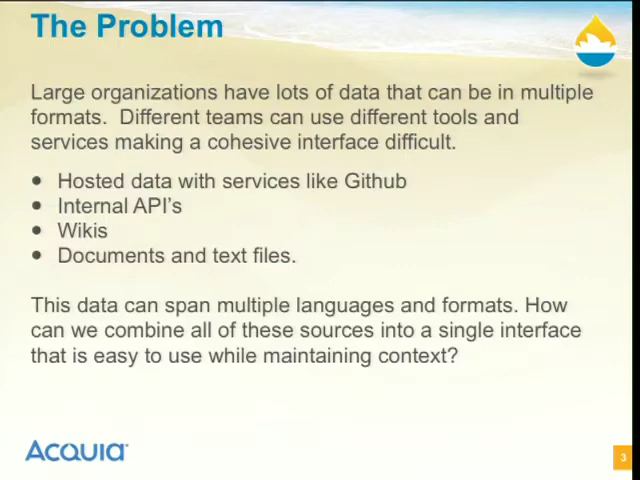 The Problem
Large organizations have lots of data that can be in multiple
formats.  Different teams can use different tools and
services making a cohesive interface difficult.
● Hosted data with services like Github
● Internal API's
● Wikis
● Documents and text files.
This data can span multiple languages and formats. How
can we combine all of these sources into a single interface
that is easy to use while maintaining context?
ACQUIA
3